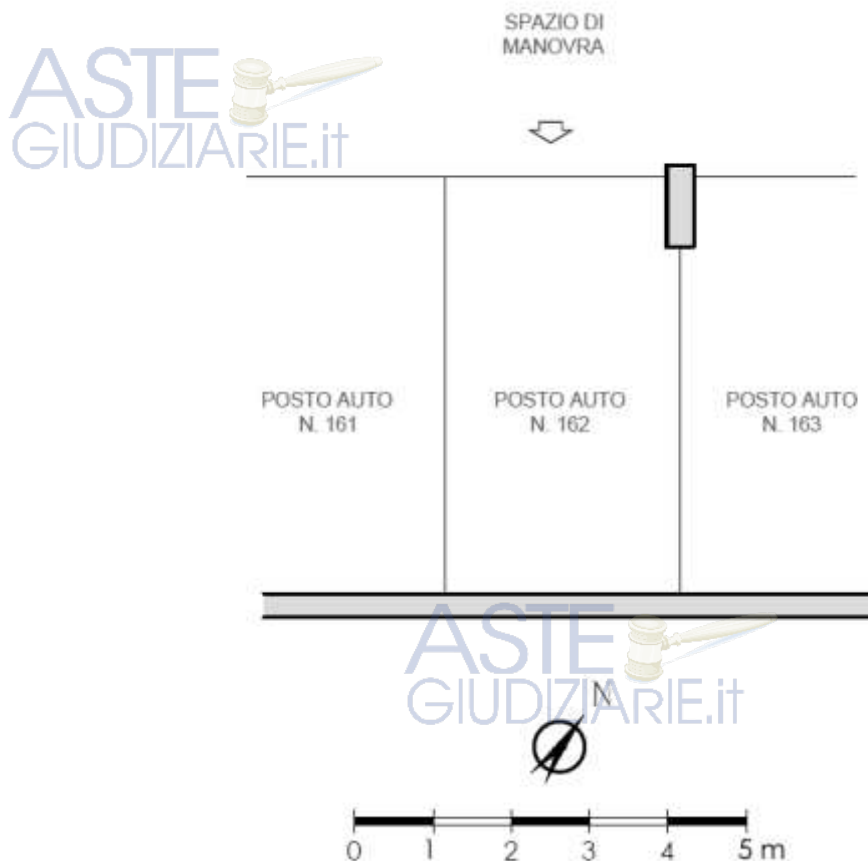 SPAZIO DI
MANOVRA
ASTE
GIUDIZIARIE.it
POSTO AUTO
N. 161
POSTO AUTO
N. 162
POSTO AUTO
N. 163
ASTE
GIUDIZIARIE.it
N
0 1 2 3 4 5 m